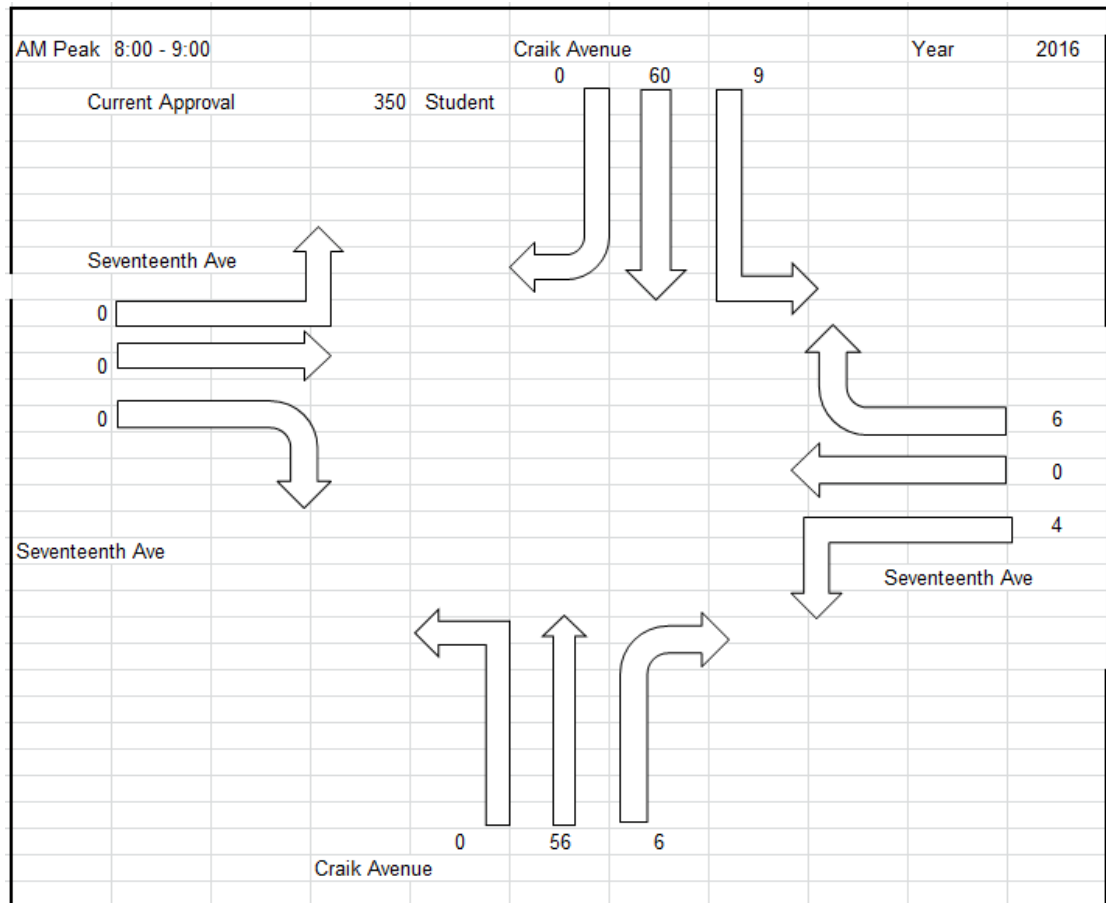 AM Peak 8:00 - 9:00 Craik Avenue Year 2016
0 60 9
Current Approval 350 Student
Seventeenth Ave
0
0
0
6
0
4
Seventeenth Ave
Seventeenth Ave
0 56 6
Craik Avenue